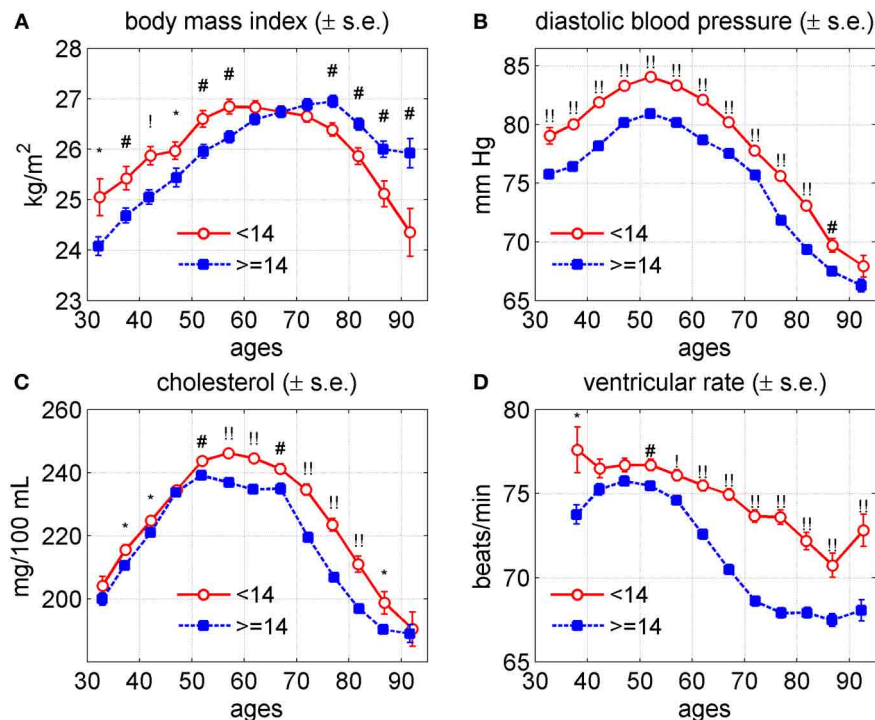 A body mass index (± s.e.)
27
26
25
24
23
kg/m²
* # ! * # # # # # #
<14
>=14
30 40 50 60 70 80 90
ages
B diastolic blood pressure (± s.e.)
85
80
75
70
65
mm Hg
!! !! !! !! !! !! !! !! !! !! !! #
<14
>=14
30 40 50 60 70 80 90
ages
C cholesterol (± s.e.)
260
240
220
200
mg/100 mL
* * # !! !! # !! !! !! *
<14
>=14
30 40 50 60 70 80 90
ages
D ventricular rate (± s.e.)
80
75
70
65
beats/min
* # ! !! !! !! !! !! !! !!
<14
>=14
30 40 50 60 70 80 90
ages